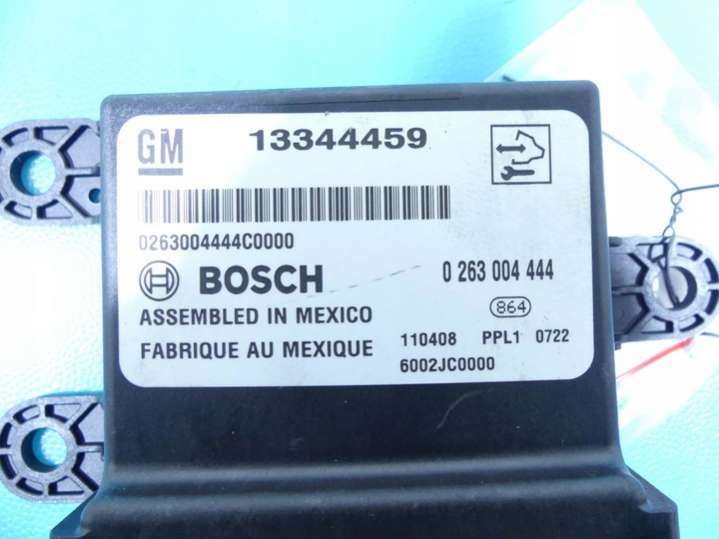 GM 13344459
0263004444C0000
BOSCH 0 263 004 444
864
ASSEMBLED IN MEXICO
110408 PPL1 0722
FABRIQUE AU MEXIQUE
6002JC0000